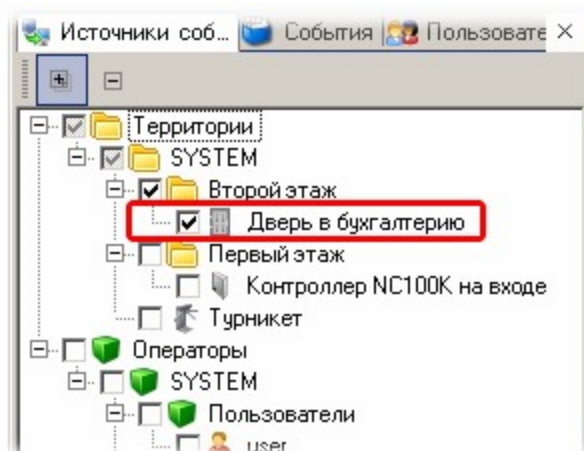 Источники соб... События Пользовате
Территории
SYSTEM
Второй этаж
Дверь в бухгалтерию
Первый этаж
Контроллер NC100K на входе
Турникет
Операторы
SYSTEM
Пользователи
user